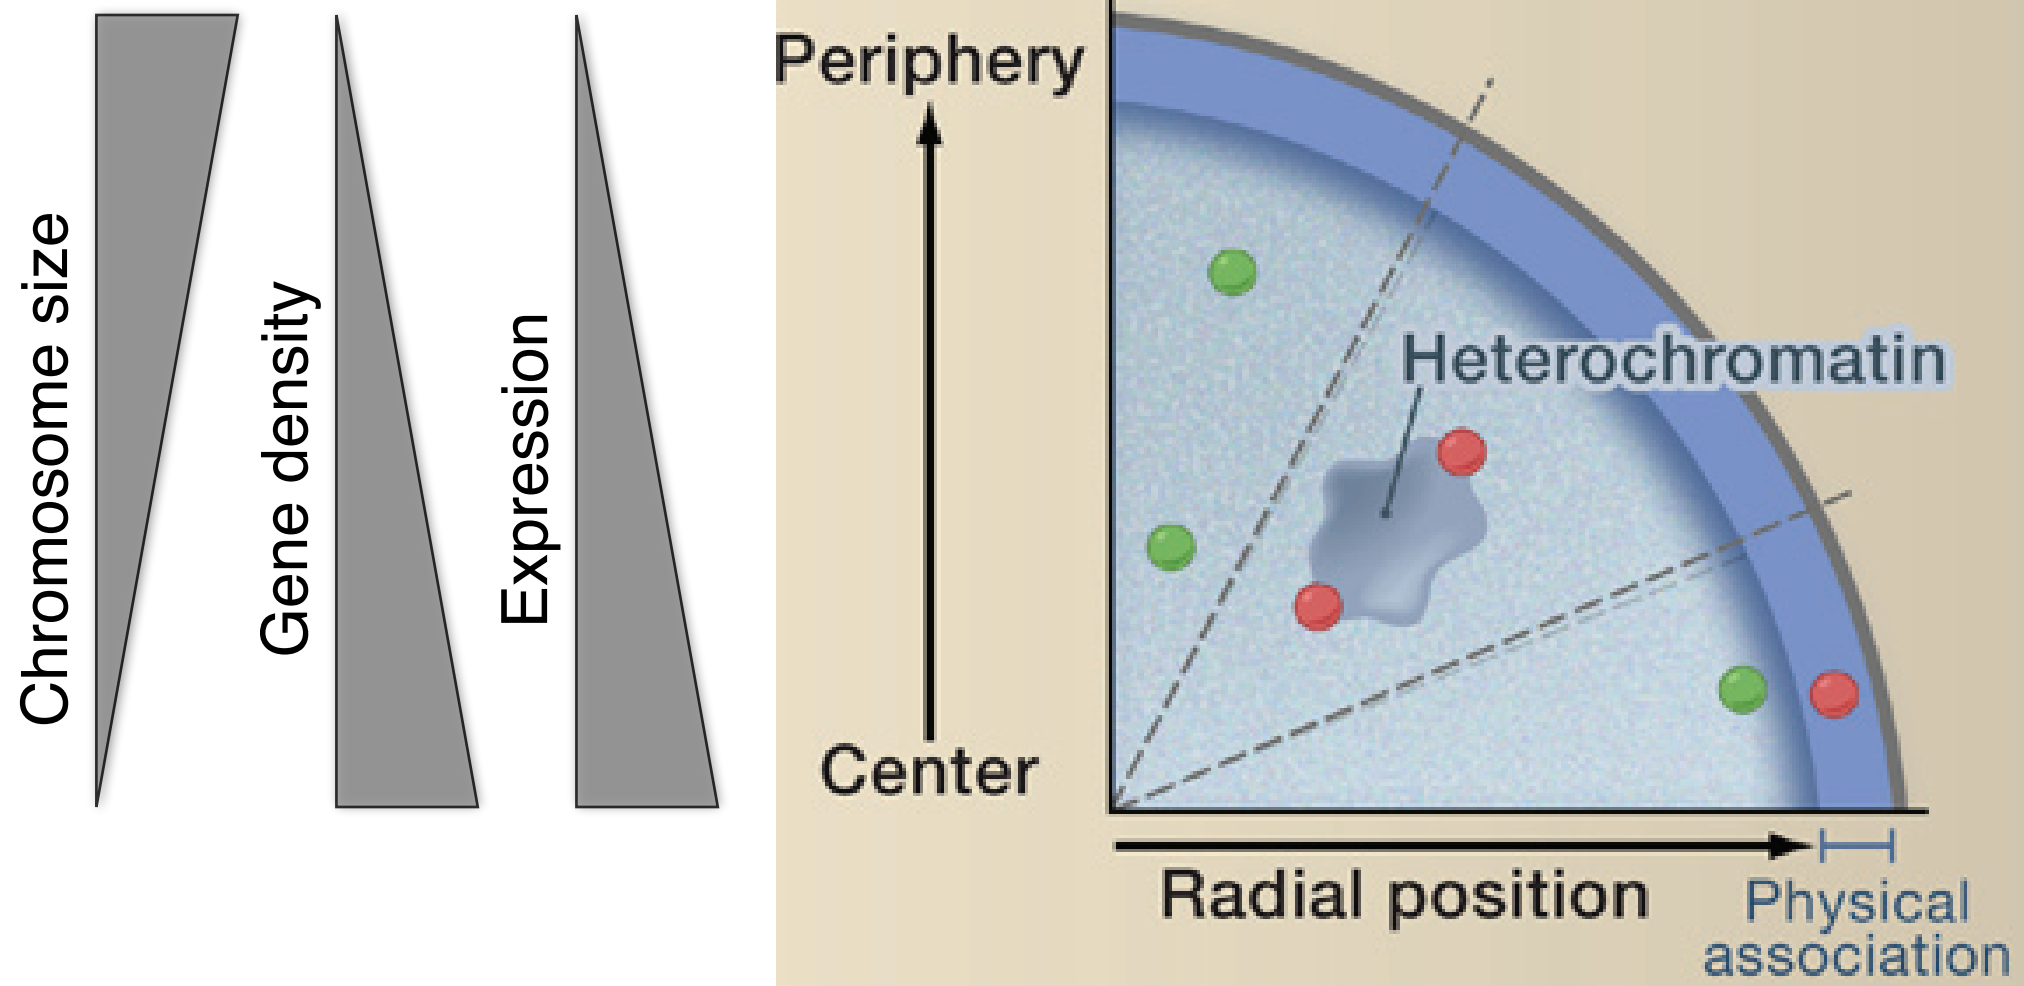 Chromosome size
Gene density
Expression
Periphery
Center
Heterochromatin
Radial position
Physical
association